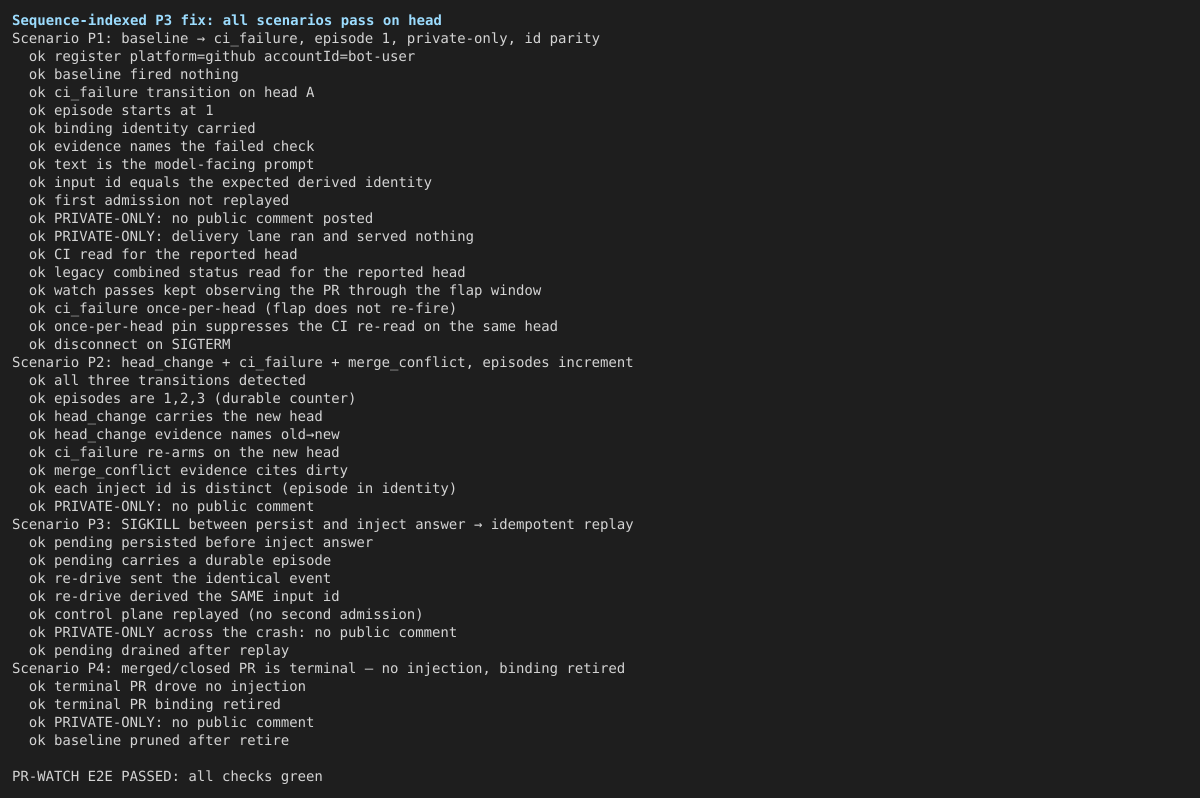 Sequence-indexed P3 fix: all scenarios pass on head
Scenario P1: baseline → ci_failure, episode 1, private-only, id parity
ok register platform=github accountId=bot-user
ok baseline fired nothing
ok ci_failure transition on head A
ok episode starts at 1
ok binding identity carried
ok evidence names the failed check
ok text is the model-facing prompt
ok input id equals the expected derived identity
ok first admission not replayed
ok PRIVATE-ONLY: no public comment posted
ok PRIVATE-ONLY: delivery lane ran and served nothing
ok CI read for the reported head
ok legacy combined status read for the reported head
ok watch passes kept observing the PR through the flap window
ok ci_failure once-per-head (flap does not re-fire)
ok once-per-head pin suppresses the CI re-read on the same head
ok disconnect on SIGTERM
Scenario P2: head_change + ci_failure + merge_conflict, episodes increment
ok all three transitions detected
ok episodes are 1,2,3 (durable counter)
ok head_change carries the new head
ok head_change evidence names old→new
ok ci_failure re-arms on the new head
ok merge_conflict evidence cites dirty
ok each inject id is distinct (episode in identity)
ok PRIVATE-ONLY: no public comment
Scenario P3: SIGKILL between persist and inject answer → idempotent replay
ok pending persisted before inject answer
ok pending carries a durable episode
ok re-drive sent the identical event
ok re-drive derived the SAME input id
ok control plane replayed (no second admission)
ok PRIVATE-ONLY across the crash: no public comment
ok pending drained after replay
Scenario P4: merged/closed PR is terminal — no injection, binding retired
ok terminal PR drove no injection
ok terminal PR binding retired
ok PRIVATE-ONLY: no public comment
ok baseline pruned after retire
PR-WATCH E2E PASSED: all checks green